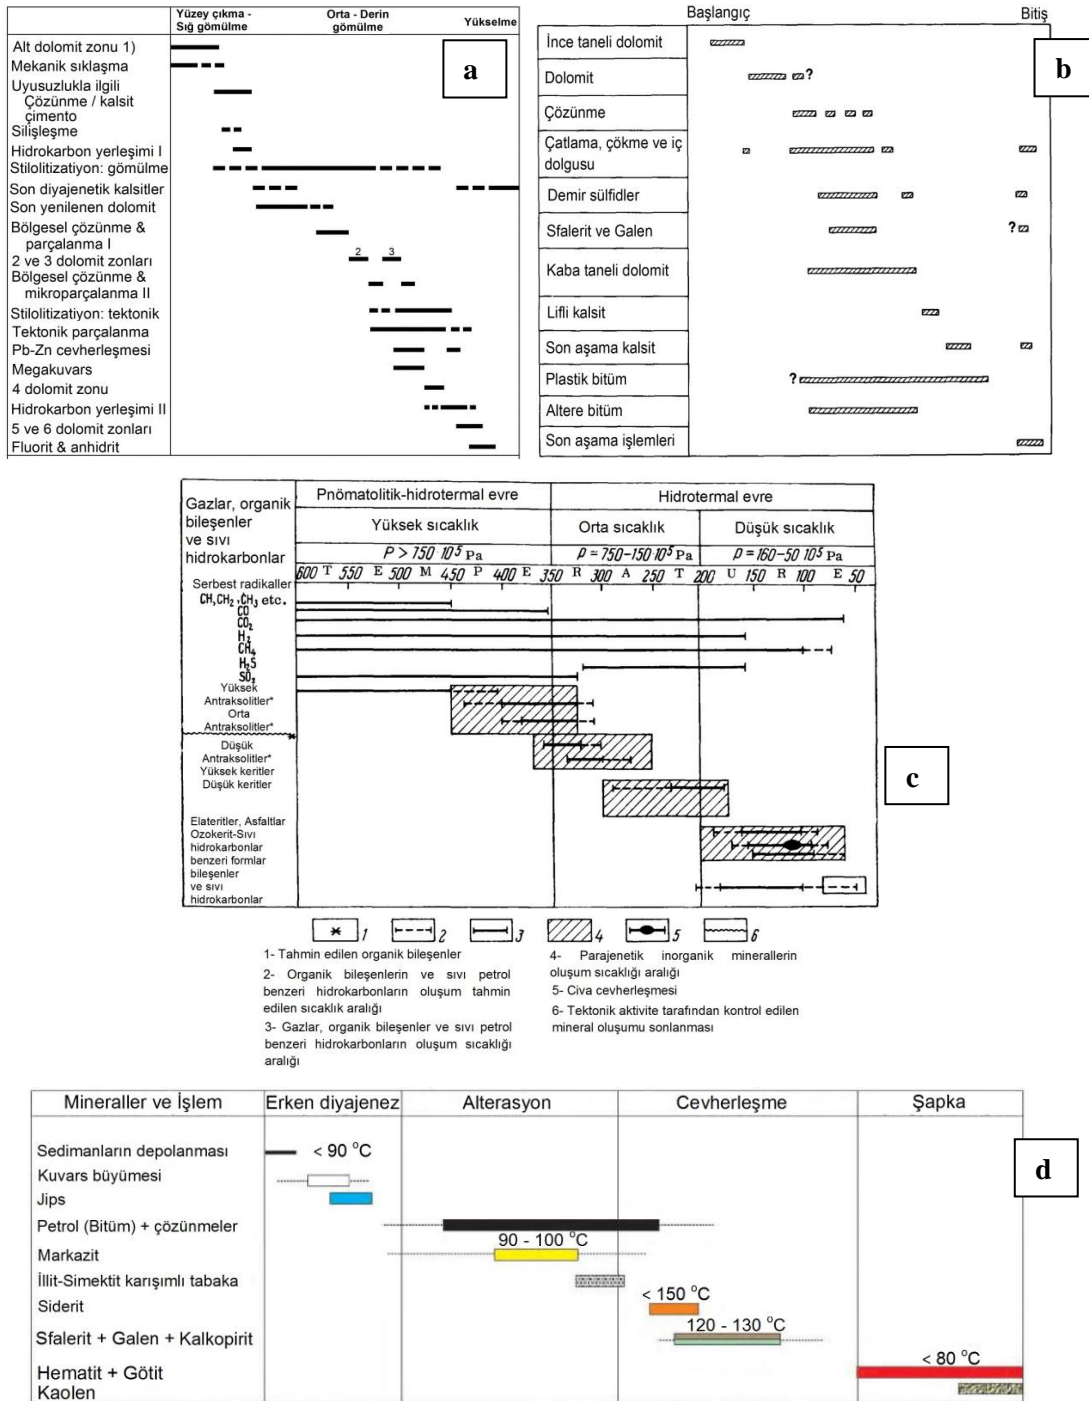 Yüzey çıkma -
Sığ gömülme
Orta - Derin
gömülme
Yükselme
a
Alt dolomit zonu 1)
Mekanik sıklaşma
Uyusuzlukla ilgili
Çözünme / kalsit
çimento
Silişleşme
Hidrokarbon yerleşimi I
Stilolitizatiyon: gömülme
Son diyajenetik kalsitler
Son yenilenen dolomit
Bölgesel çözünme &
parçalanma I
2 3
2 ve 3 dolomit zonları
Bölgesel çözünme &
mikroparçalanma II
Stilolitizatiyon: tektonik
Tektonik parçalanma
Pb-Zn cevherleşmesi
Megakuvars
4 dolomit zonu
Hidrokarbon yerleşimi II
5 ve 6 dolomit zonları
Fluorit & anhidrit
Başlangıç Bitiş
b
İnce taneli dolomit
Dolomit ?
Çözünme
Çatlama, çökme ve iç
dolgusu
Demir sülfidler
Sfalerit ve Galen ?
Kaba taneli dolomit
Lifli kalsit
Son aşama kalsit
Plastik bitüm ?
Altere bitüm
Son aşama işlemleri
Gazlar, organik
bileşenler
ve sıvı
hidrokarbonlar
Pnömatolitik-hidrotermal evre Hidrotermal evre
Yüksek sıcaklık Orta sıcaklık Düşük sıcaklık
P > 750·10⁵ Pa p = 750-150·10⁵ Pa p = 160-50 10⁵ Pa
600 T 550 E 500 M 450 P 400 E 350 R 300 A 250 T 200 U 150 R 100 E 50
Serbest radikaller
CH, CH₂, CH₃ etc.
CO
CO₂
H₂
CH₄
H₂S
SO₂
Yüksek
Antraksolitler*
Orta
Antraksolitler*
Düşük
Antraksolitler*
Yüksek keritler
Düşük keritler
Elateritler, Asfaltlar
Ozokerit-Sıvı
hidrokarbonlar
benzeri formlar
bileşenler
ve sıvı
hidrokarbonlar
c
1 2 3 4 5 6
1- Tahmin edilen organik bileşenler
2- Organik bileşenlerin ve sıvı petrol
benzeri hidrokarbonların oluşum tahmin
edilen sıcaklık aralığı
3- Gazlar, organik bileşenler ve sıvı petrol
benzeri hidrokarbonların oluşum sıcaklığı
aralığı
4- Parajenetik inorganik minerallerin
oluşum sıcaklığı aralığı
5- Civa cevherleşmesi
6- Tektonik aktivite tarafından kontrol edilen
mineral oluşumu sonlanması
Mineraller ve İşlem Erken diyajenez Alterasyon Cevherleşme Şapka
d
Sedimanların depolanması < 90 °C
Kuvars büyümesi
Jips
Petrol (Bitüm) + çözünmeler
90 - 100 °C
Markazit
İllit-Simektit karışımlı tabaka
< 150 °C
Siderit
120 - 130 °C
Sfalerit + Galen + Kalkopirit
< 80 °C
Hematit + Götit
Kaolen